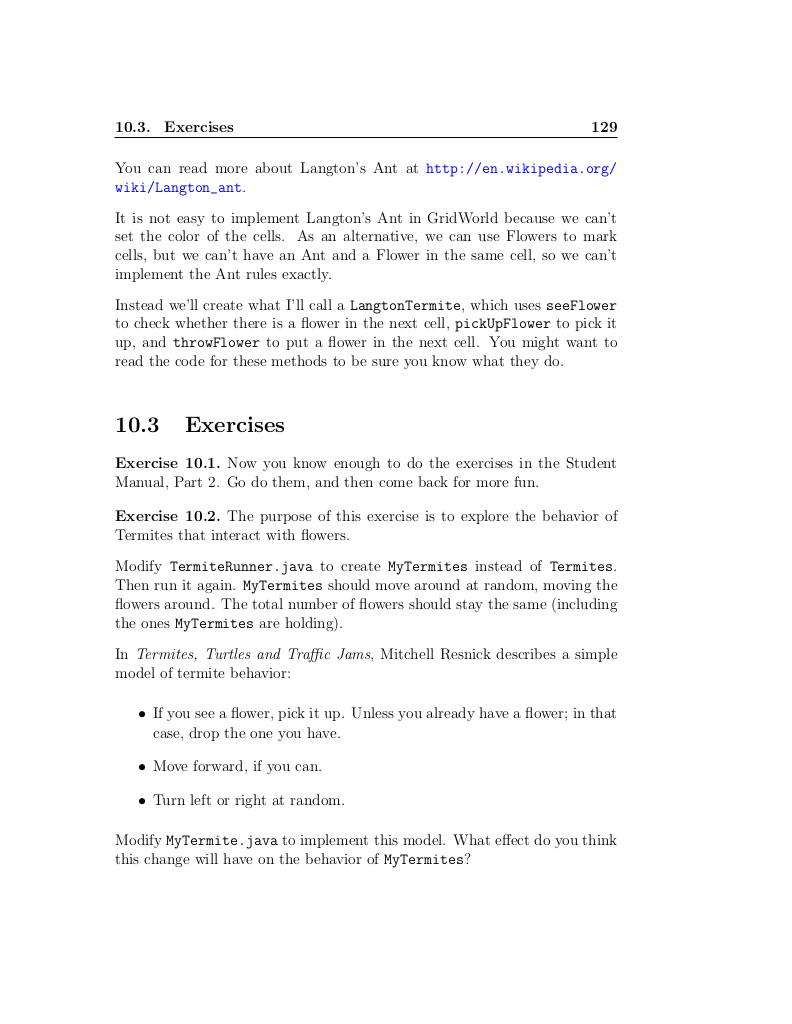 10.3. Exercises 129
You can read more about Langton's Ant at http://en.wikipedia.org/
wiki/Langton_ant.
It is not easy to implement Langton's Ant in GridWorld because we can't
set the color of the cells. As an alternative, we can use Flowers to mark
cells, but we can't have an Ant and a Flower in the same cell, so we can't
implement the Ant rules exactly.
Instead we'll create what I'll call a LangtonTermite, which uses seeFlower
to check whether there is a flower in the next cell, pickUpFlower to pick it
up, and throwFlower to put a flower in the next cell. You might want to
read the code for these methods to be sure you know what they do.
10.3 Exercises
Exercise 10.1. Now you know enough to do the exercises in the Student
Manual, Part 2. Go do them, and then come back for more fun.
Exercise 10.2. The purpose of this exercise is to explore the behavior of
Termites that interact with flowers.
Modify TermiteRunner.java to create MyTermites instead of Termites.
Then run it again. MyTermites should move around at random, moving the
flowers around. The total number of flowers should stay the same (including
the ones MyTermites are holding).
In Termites, Turtles and Traffic Jams, Mitchell Resnick describes a simple
model of termite behavior:
• If you see a flower, pick it up. Unless you already have a flower; in that
case, drop the one you have.
• Move forward, if you can.
• Turn left or right at random.
Modify MyTermite.java to implement this model. What effect do you think
this change will have on the behavior of MyTermites?